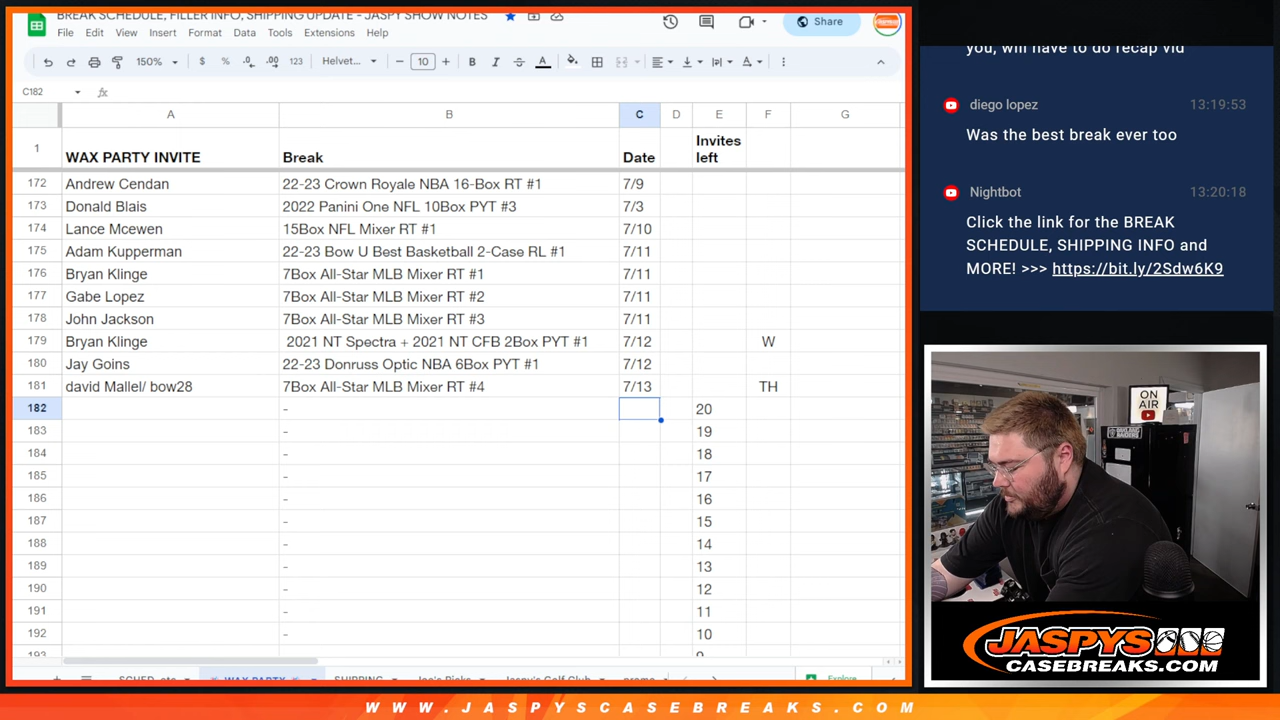 BREAK SCHEDULE, FILLER INFO, SHIPPING UPDATE - JASPY SHOW NOTES
File Edit View Insert Format Data Tools Extensions Help
Share
150% $ % .0 .00 123 Helvet... 10 B I A
C182 fx
A B C D E F G
1 WAX PARTY INVITE Break Date Invites left
172 Andrew Cendan 22-23 Crown Royale NBA 16-Box RT #1 7/9
173 Donald Blais 2022 Panini One NFL 10Box PYT #3 7/3
174 Lance Mcewen 15Box NFL Mixer RT #1 7/10
175 Adam Kupperman 22-23 Bow U Best Basketball 2-Case RL #1 7/11
176 Bryan Klinge 7Box All-Star MLB Mixer RT #1 7/11
177 Gabe Lopez 7Box All-Star MLB Mixer RT #2 7/11
178 John Jackson 7Box All-Star MLB Mixer RT #3 7/11
179 Bryan Klinge 2021 NT Spectra + 2021 NT CFB 2Box PYT #1 7/12 W
180 Jay Goins 22-23 Donruss Optic NBA 6Box PYT #1 7/12
181 david Mallel/ bow28 7Box All-Star MLB Mixer RT #4 7/13 TH
182 - 20
183 - 19
184 - 18
185 - 17
186 - 16
187 - 15
188 - 14
189 - 13
190 - 12
191 - 11
192 - 10
WAX PARTY SHIPPING Joe's Picks Jaspy's Golf Club Explore
you, will have to do recap vid
diego lopez 13:19:53
Was the best break ever too
Nightbot 13:20:18
Click the link for the BREAK
SCHEDULE, SHIPPING INFO and
MORE! >>> https://bit.ly/2Sdw6K9
ON
AIR
JASPYS
CASEBREAKS.COM
WWW.JASPYSCASEBREAKS.COM